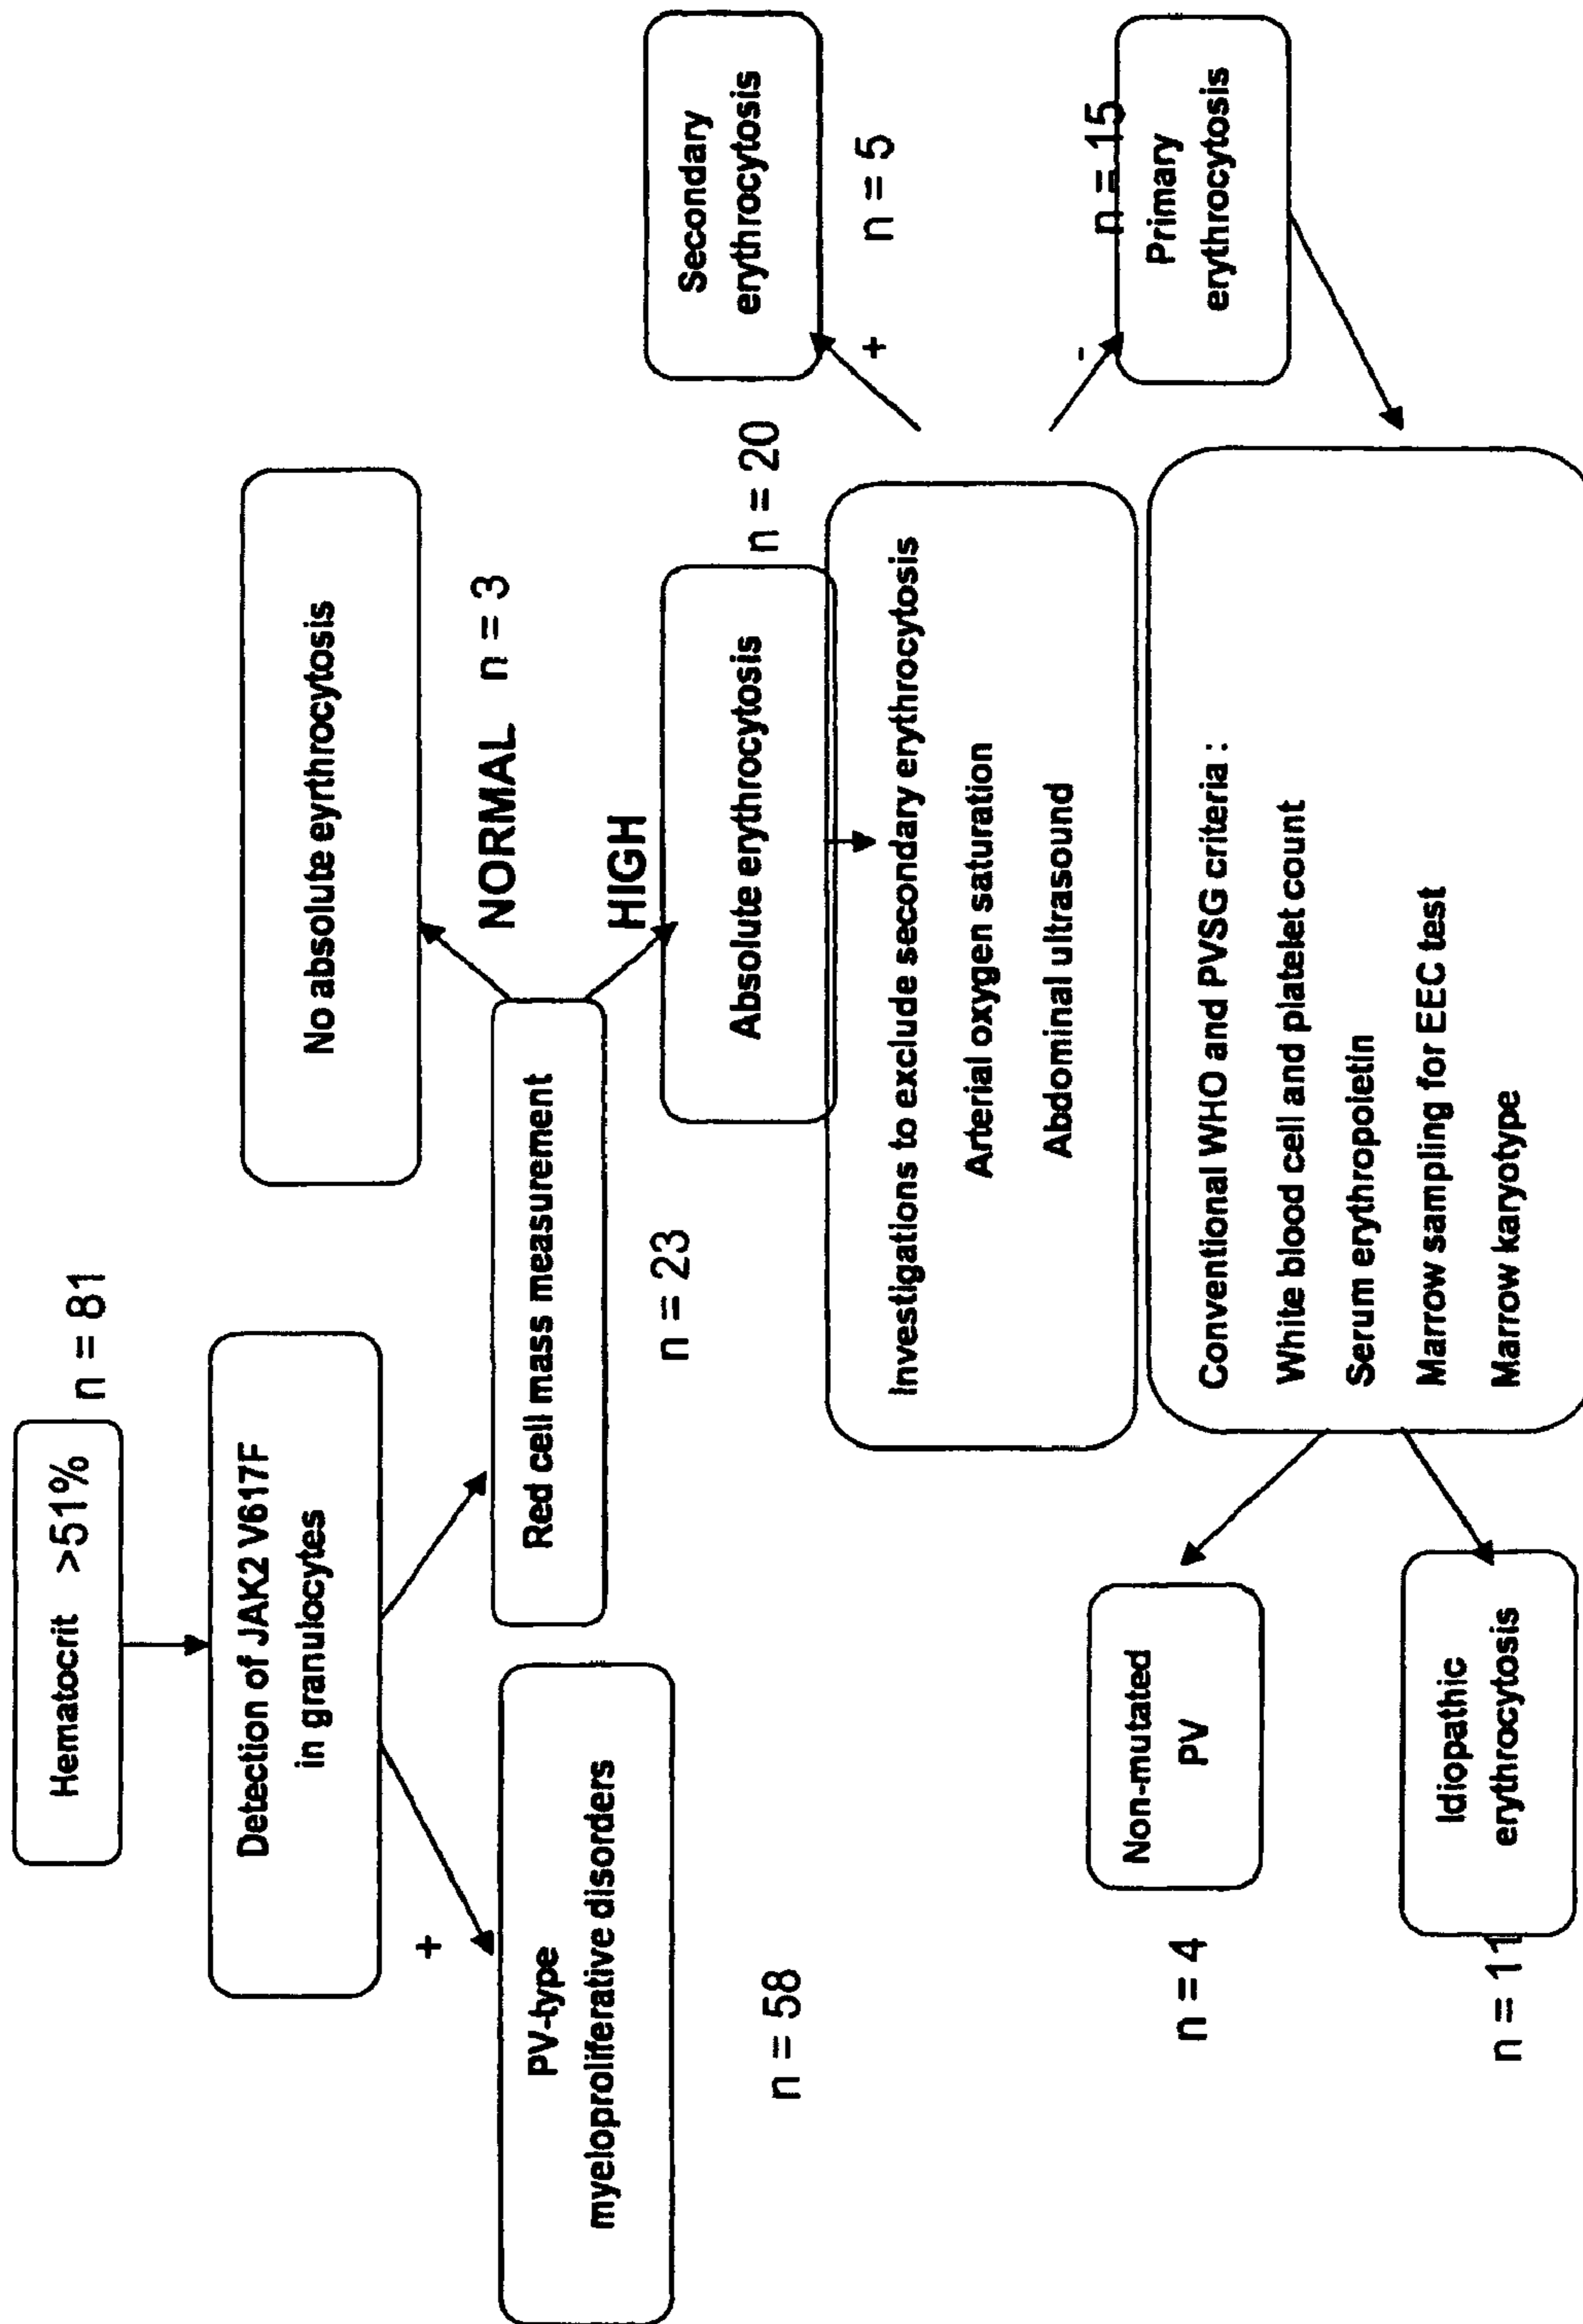 Hematocrit >51%
n = 81
Detection of JAK2 V617F
in granulocytes
+
PV-type
myeloproliferative disorders
n = 58
Red cell mass measurement
n = 23
No absolute eyrthrocytosis
NORMAL n = 3
HIGH
Absolute erythrocytosis
n = 20
Investigations to exclude secondary erythrocytosis
Arterial oxygen saturation
Abdominal ultrasound
+
Secondary
erythrocytosis
n = 5
-
n = 15
Primary
erythrocytosis
Conventional WHO and PVSG criteria :
White blood cell and platelet count
Serum erythropoietin
Marrow sampling for EEC test
Marrow karyotype
Non-mutated
PV
n = 4
Idiopathic
erythrocytosis
n = 11